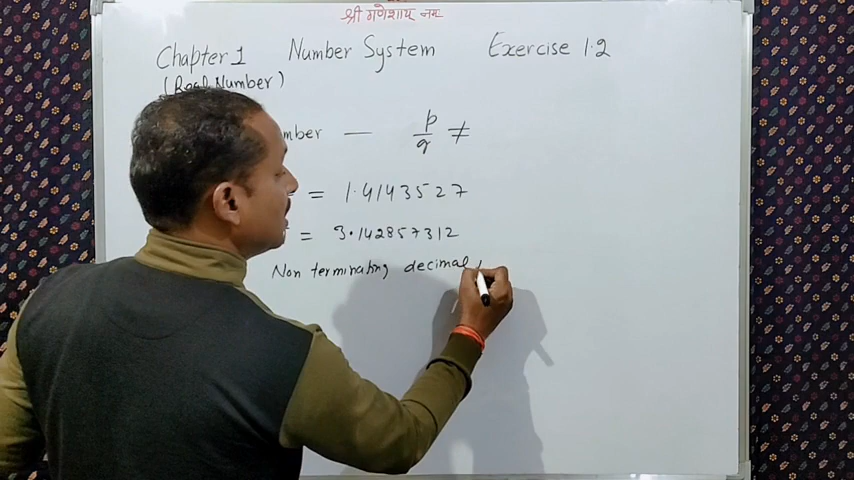 श्री गणेशाय नमः
Chapter 1 Number System Exercise 1.2
(Real Number)
mber — p/q ≠
= 1.4143527
= 3.142857312
Non terminating decimal